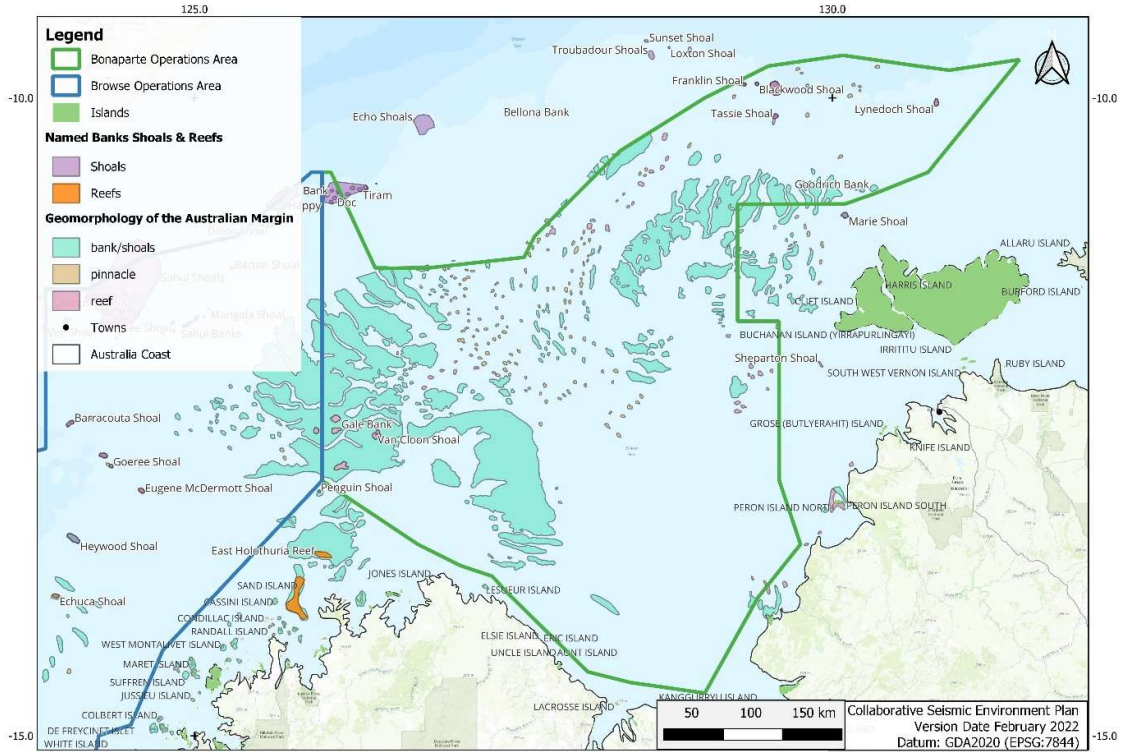 125.0
130.0
-10.0
-10.0
-15.0
Legend
Bonaparte Operations Area
Browse Operations Area
Islands
Named Banks Shoals & Reefs
Shoals
Reefs
Geomorphology of the Australian Margin
bank/shoals
pinnacle
reef
Towns
Australia Coast
Sunset Shoal
Troubadour Shoals
Loxton Shoal
Franklin Shoal
Blackwood Shoal
Echo Shoals
Bellona Bank
Tassie Shoal
Lynedoch Shoal
Bank
Tiram
Doc
Goodrich Bank
Marie Shoal
Barton Shoal
Sahul Shoals
Mangola Shoal
Sahul Banks
ALLARU ISLAND
HARRIS ISLAND
BURFORD ISLAND
CLIFT ISLAND
BUCHANAN ISLAND (YIRRAPURLINGAYI)
IRRITITU ISLAND
Sheparton Shoal
RUBY ISLAND
SOUTH WEST VERNON ISLAND
Barracouta Shoal
Gale Bank
Van Cloon Shoal
GROSE (BUTLYERAHIT) ISLAND
KNIFE ISLAND
Goeree Shoal
Eugene McDermott Shoal
Penguin Shoal
PERON ISLAND NORTH
PERON ISLAND SOUTH
Heywood Shoal
East Holothuria Reef
JONES ISLAND
SAND ISLAND
LESUEUR ISLAND
Echuca Shoal
CASSINI ISLAND
CONDILLAC ISLAND
RANDALL ISLAND
ELSIE ISLAND
ERIC ISLAND
WEST MONTALIVET ISLAND
UNCLE ISLAND
AUNT ISLAND
MARET ISLAND
SUFFREN ISLAND
JUSSIEU ISLAND
KANGGURRYU ISLAND
LACROSSE ISLAND
COLBERT ISLAND
DE FREYCINET ISLET
WHITE ISLAND
50 100 150 km
Collaborative Seismic Environment Plan
Version Date February 2022
Datum: GDA2020 (EPSG:7844)
-15.0